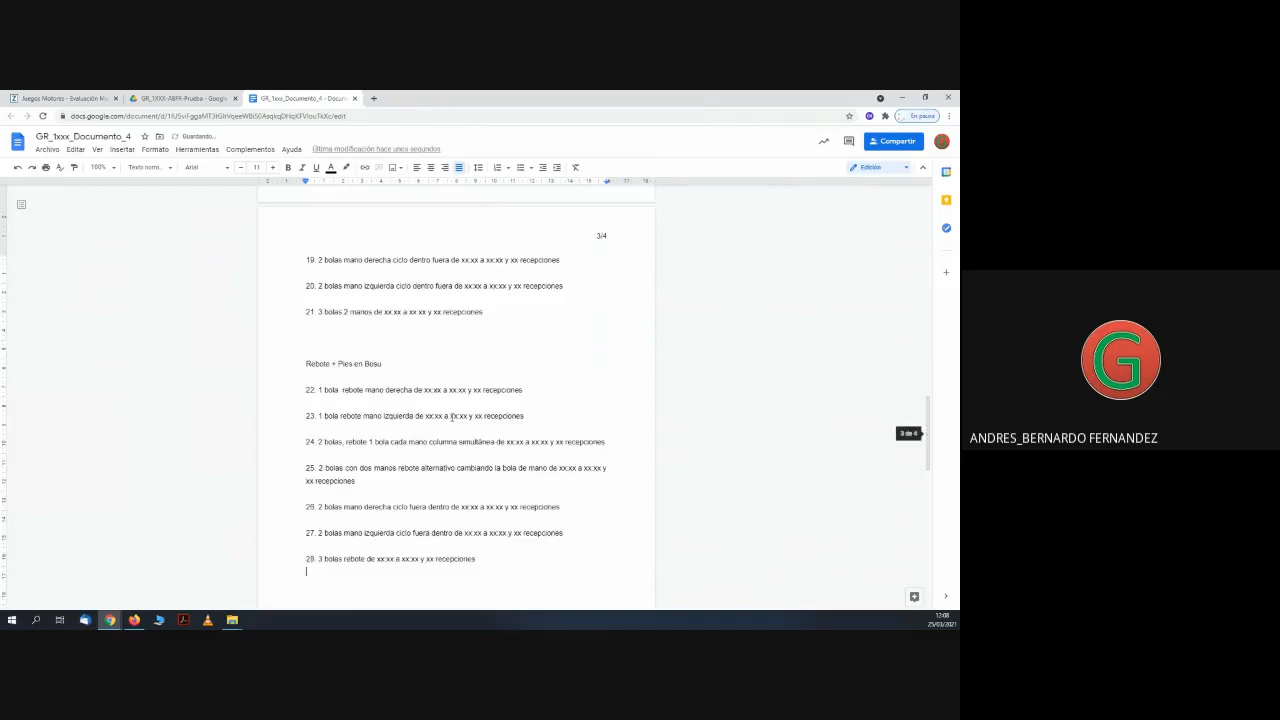 Juegos Motores - Evaluación Mo
GR_1XXX-ABFR-Prueba - Google
GR_1xxx_Documento_4 - Docum
En pausa
GR_1xxx_Documento_4
Guardando...
Archivo Editar Ver Insertar Formato Herramientas Complementos Ayuda Última modificación hace unos segundos
Compartir
100% Texto norm... Arial 11 Edición
3/4
19. 2 bolas mano derecha ciclo dentro fuera de xx:xx a xx:xx y xx recepciones
20. 2 bolas mano izquierda ciclo dentro fuera de xx:xx a xx:xx y xx recepciones
21. 3 bolas 2 manos de xx:xx a xx:xx y xx recepciones
Rebote + Pies en Bosu
22. 1 bola rebote mano derecha de xx:xx a xx:xx y xx recepciones
23. 1 bola rebote mano izquierda de xx:xx a xx:xx y xx recepciones
24. 2 bolas, rebote 1 bola cada mano columna simultánea de xx:xx a xx:xx y xx recepciones
25. 2 bolas con dos manos rebote alternativo cambiando la bola de mano de xx:xx a xx:xx y
xx recepciones
26. 2 bolas mano derecha ciclo fuera dentro de xx:xx a xx:xx y xx recepciones
27. 2 bolas mano izquierda ciclo fuera dentro de xx:xx a xx:xx y xx recepciones
28. 3 bolas rebote de xx:xx a xx:xx y xx recepciones
3 de 4
12:08
25/03/2021
G
ANDRES_BERNARDO FERNANDEZ